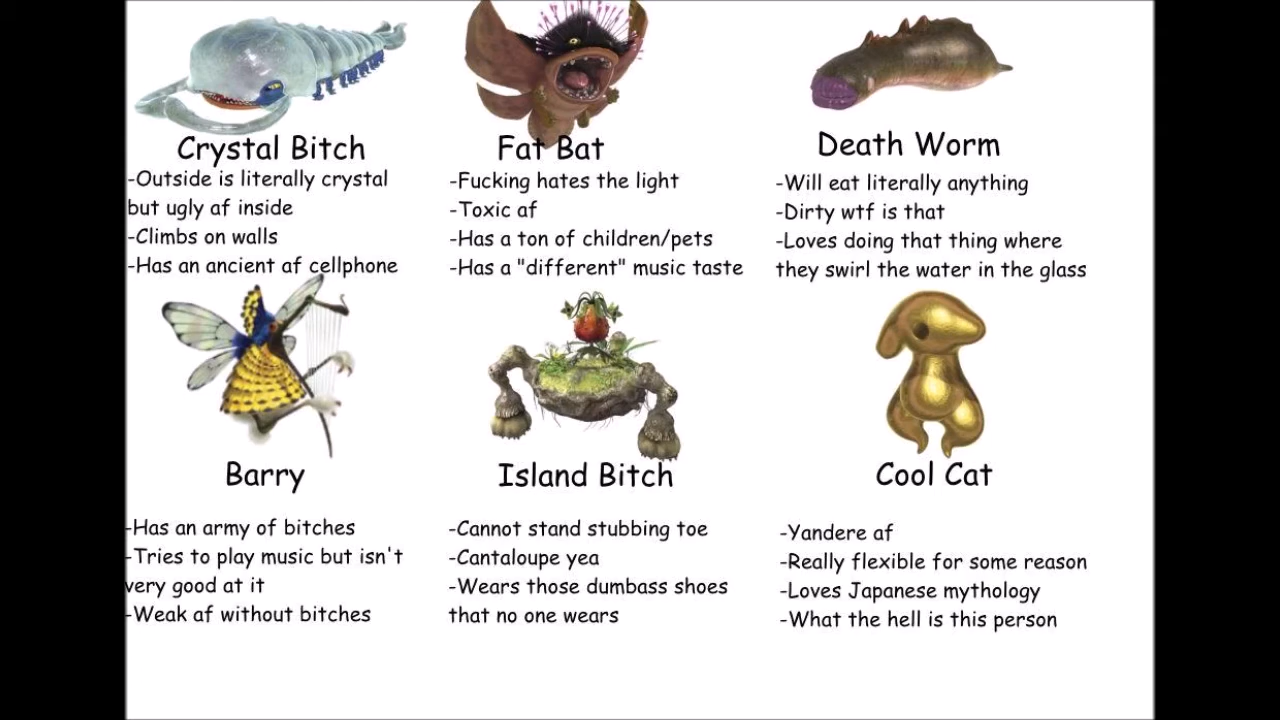 Crystal Bitch
-Outside is literally crystal
but ugly af inside
-Climbs on walls
-Has an ancient af cellphone
Fat Bat
-Fucking hates the light
-Toxic af
-Has a ton of children/pets
-Has a "different" music taste
Death Worm
-Will eat literally anything
-Dirty wtf is that
-Loves doing that thing where
they swirl the water in the glass
Barry
-Has an army of bitches
-Tries to play music but isn't
very good at it
-Weak af without bitches
Island Bitch
-Cannot stand stubbing toe
-Cantaloupe yea
-Wears those dumbass shoes
that no one wears
Cool Cat
-Yandere af
-Really flexible for some reason
-Loves Japanese mythology
-What the hell is this person